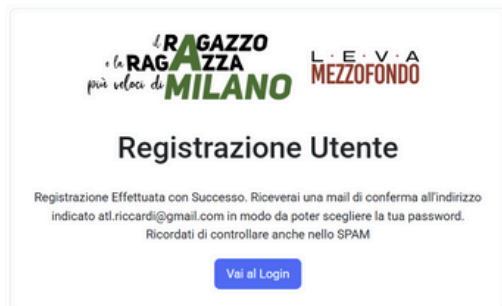 il RAGAZZO
e la RAGAZZA
più veloci di MILANO
L·E·V·A
MEZZOFONDO
Registrazione Utente
Registrazione Effettuata con Successo. Riceverai una mail di conferma all'indirizzo
indicato atl.riccardi@gmail.com in modo da poter scegliere la tua password.
Ricordati di controllare anche nello SPAM
Vai al Login